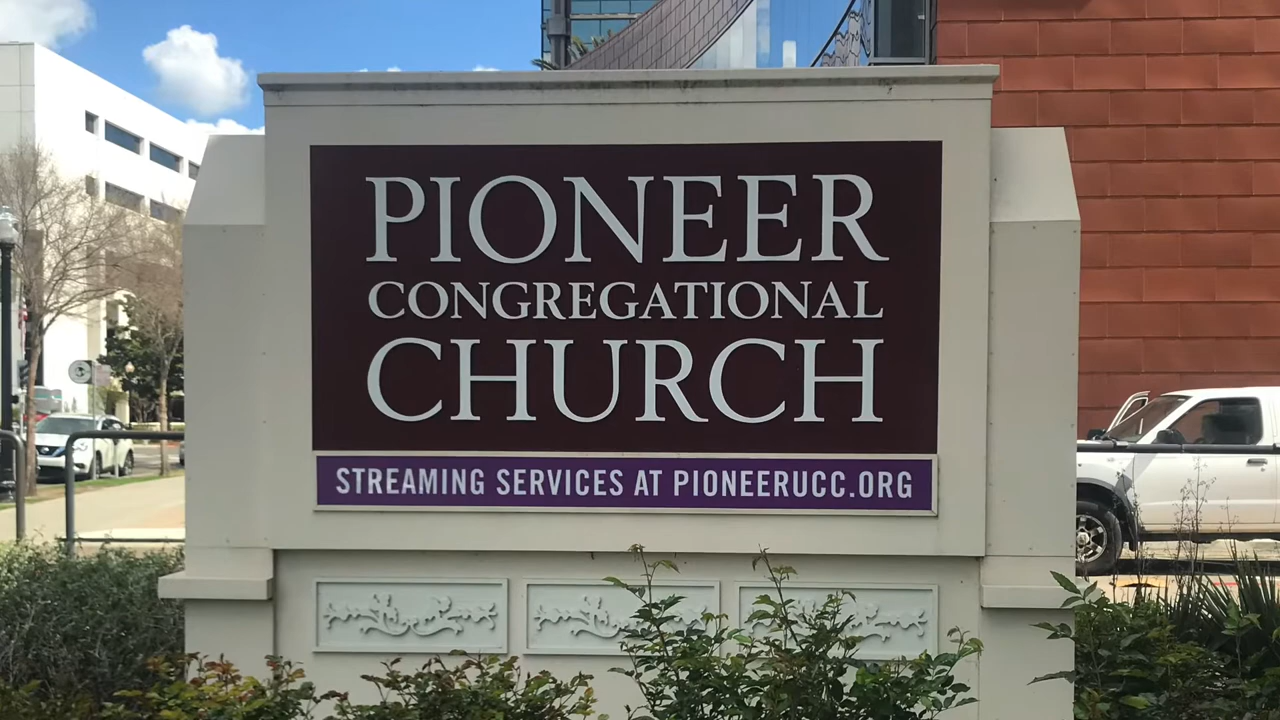 PIONEER
CONGREGATIONAL
CHURCH
STREAMING SERVICES AT PIONEERUCC.ORG